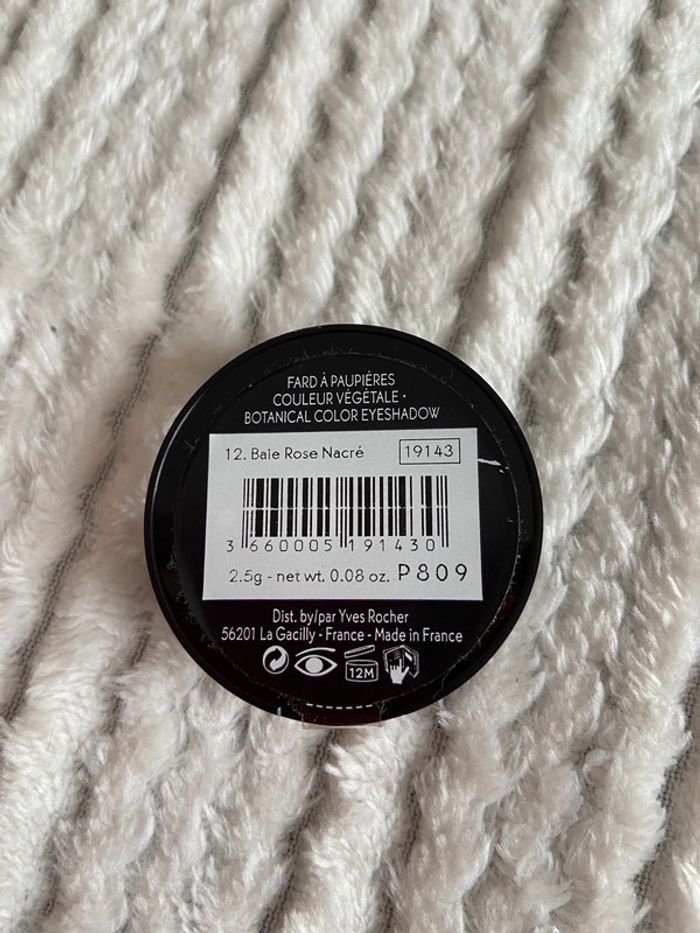 FARD À PAUPIÈRES
COULEUR VÉGÉTALE •
BOTANICAL COLOR EYESHADOW
12. Baie Rose Nacré 19143
3 660005 191430
2.5g - net wt. 0.08 oz. P809
Dist. by/par Yves Rocher
56201 La Gacilly - France - Made in France
12M